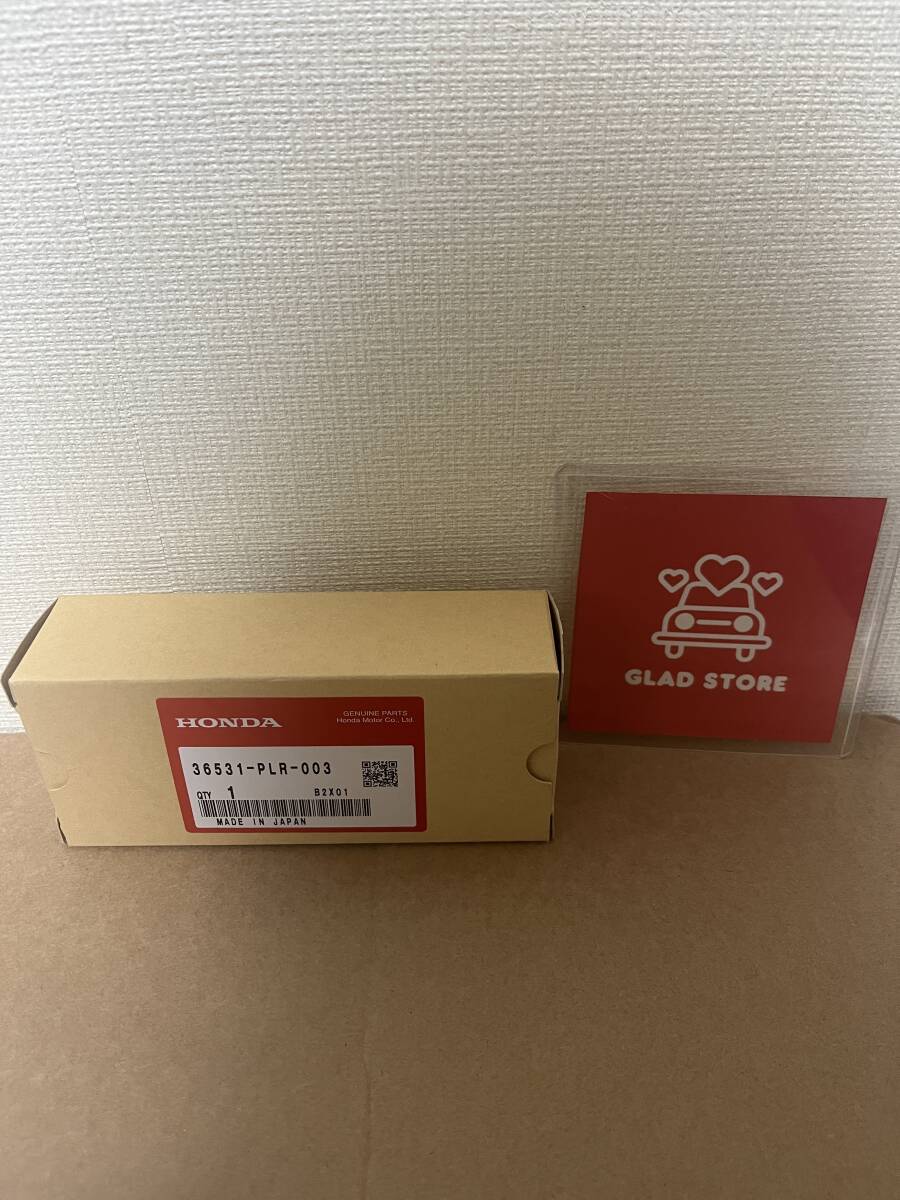 HONDA
GENUINE PARTS
Honda Motor Co., Ltd.
36531-PLR-003
QTY 1 B2X01
MADE IN JAPAN
GLAD STORE